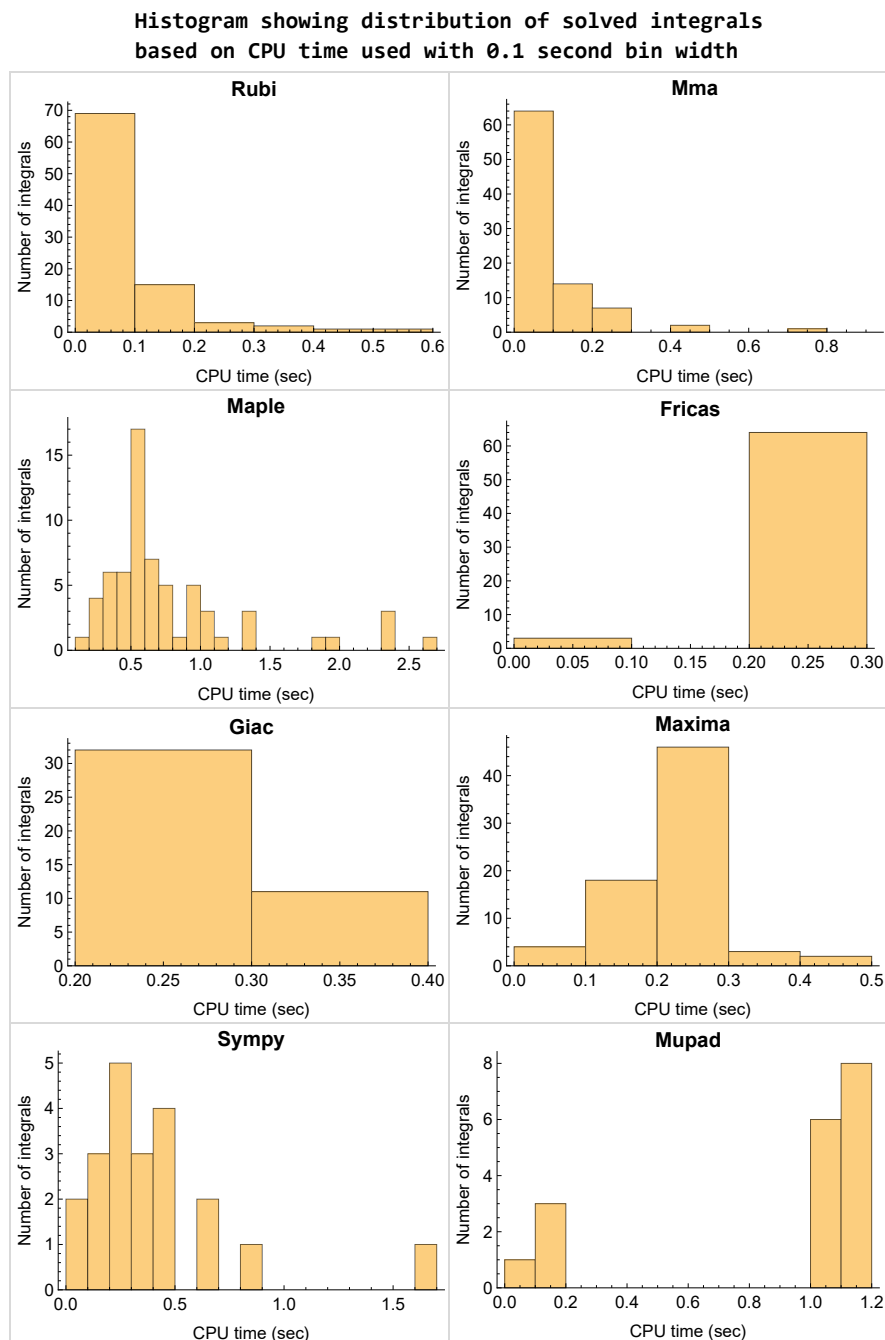 Histogram showing distribution of solved integrals
based on CPU time used with 0.1 second bin width
Rubi
Number of integrals
70
60
50
40
30
20
10
0
0.0 0.1 0.2 0.3 0.4 0.5 0.6
CPU time (sec)
Mma
Number of integrals
60
50
40
30
20
10
0
0.0 0.2 0.4 0.6 0.8
CPU time (sec)
Maple
Number of integrals
15
10
5
0
0.5 1.0 1.5 2.0 2.5
CPU time (sec)
Fricas
Number of integrals
60
50
40
30
20
10
0
0.00 0.05 0.10 0.15 0.20 0.25 0.30
CPU time (sec)
Giac
Number of integrals
30
25
20
15
10
5
0
0.20 0.25 0.30 0.35 0.40
CPU time (sec)
Maxima
Number of integrals
40
30
20
10
0
0.0 0.1 0.2 0.3 0.4 0.5
CPU time (sec)
Sympy
Number of integrals
5
4
3
2
1
0
0.0 0.5 1.0 1.5
CPU time (sec)
Mupad
Number of integrals
8
6
4
2
0
0.0 0.2 0.4 0.6 0.8 1.0 1.2
CPU time (sec)